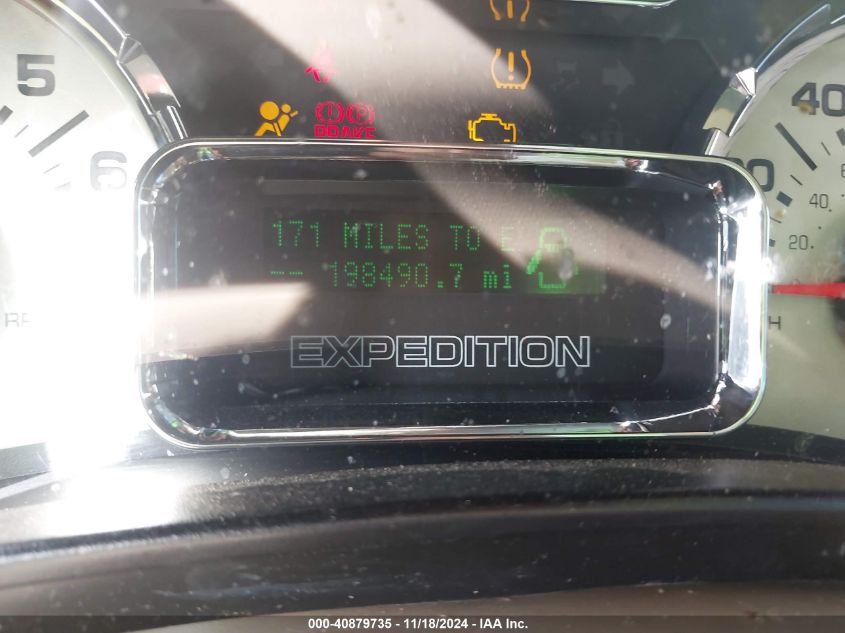 5
6
40
20
40
20
BRAKE
171 MILES TO E
-- 198490.7 mi
EXPEDITION
000-40879735 - 11/18/2024 - IAA Inc.